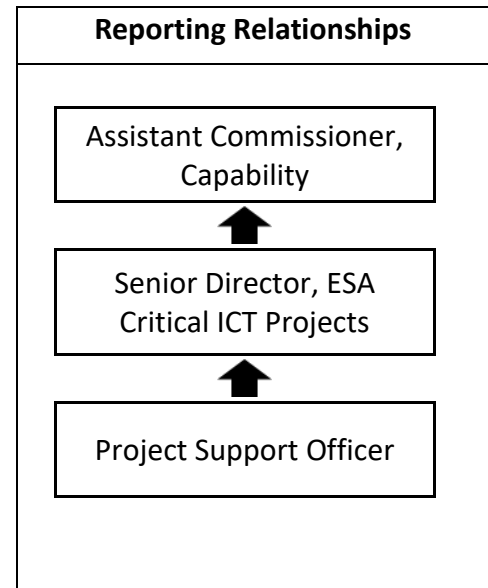 Reporting Relationships
Assistant Commissioner,
Capability
Senior Director, ESA
Critical ICT Projects
Project Support Officer